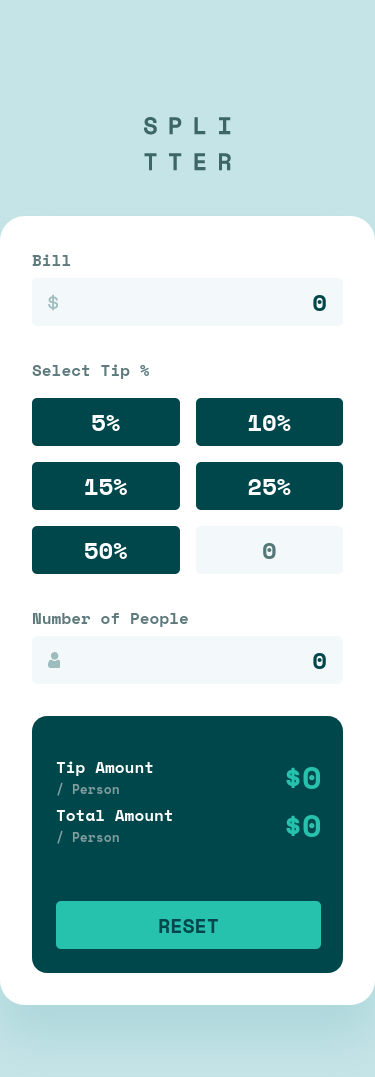 SPLI
TTER
Bill
$ 0
Select Tip %
5% 10%
15% 25%
50% 0
Number of People
0
Tip Amount
/ Person
$0
Total Amount
/ Person
$0
RESET